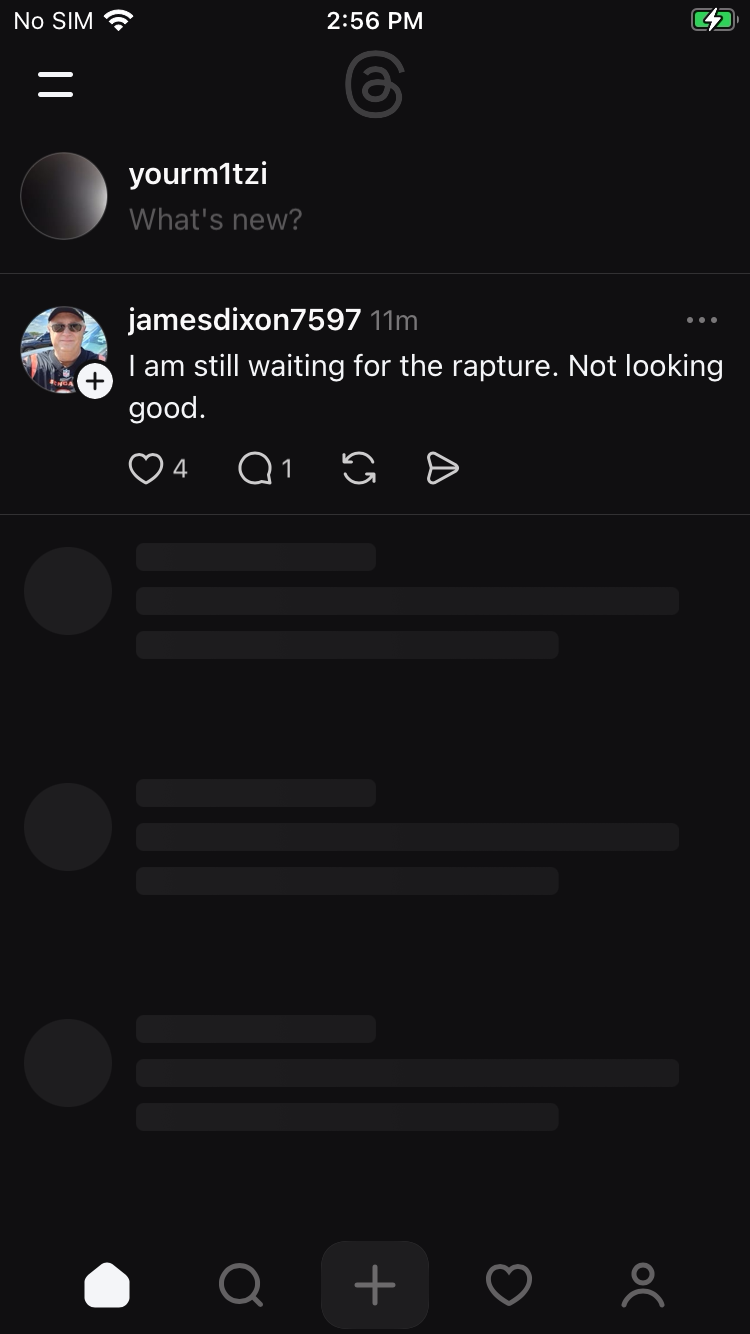 No SIM 2:56 PM
yourm1tzi
What's new?
jamesdixon7597 11m
I am still waiting for the rapture. Not looking
good.
4 1